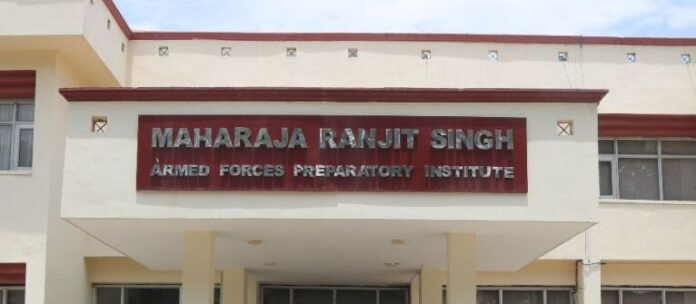 MAHARAJA RANJIT SINGH
ARMED FORCES PREPARATORY INSTITUTE